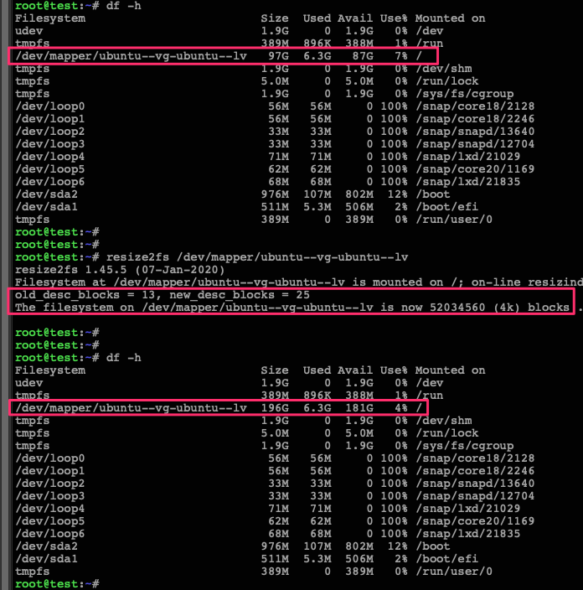 root@test:~# df -h
Filesystem Size Used Avail Use% Mounted on
udev 1.9G 0 1.9G 0% /dev
tmpfs 389M 896K 388M 1% /run
/dev/mapper/ubuntu--vg-ubuntu--lv 97G 6.3G 87G 7% /
tmpfs 1.9G 0 1.9G 0% /dev/shm
tmpfs 5.0M 0 5.0M 0% /run/lock
tmpfs 1.9G 0 1.9G 0% /sys/fs/cgroup
/dev/loop0 56M 56M 0 100% /snap/core18/2128
/dev/loop1 56M 56M 0 100% /snap/core18/2246
/dev/loop2 33M 33M 0 100% /snap/snapd/13640
/dev/loop3 33M 33M 0 100% /snap/snapd/12704
/dev/loop4 71M 71M 0 100% /snap/lxd/21029
/dev/loop5 62M 62M 0 100% /snap/core20/1169
/dev/loop6 68M 68M 0 100% /snap/lxd/21835
/dev/sda2 976M 107M 802M 12% /boot
/dev/sda1 511M 5.3M 506M 2% /boot/efi
tmpfs 389M 0 389M 0% /run/user/0
root@test:~#
root@test:~#
root@test:~# resize2fs /dev/mapper/ubuntu--vg-ubuntu--lv
resize2fs 1.45.5 (07-Jan-2020)
Filesystem at /dev/mapper/ubuntu--vg-ubuntu--lv is mounted on /; on-line resizing
old_desc_blocks = 13, new_desc_blocks = 25
The filesystem on /dev/mapper/ubuntu--vg-ubuntu--lv is now 52034560 (4k) blocks .
root@test:~#
root@test:~#
root@test:~# df -h
Filesystem Size Used Avail Use% Mounted on
udev 1.9G 0 1.9G 0% /dev
tmpfs 389M 896K 388M 1% /run
/dev/mapper/ubuntu--vg-ubuntu--lv 196G 6.3G 181G 4% /
tmpfs 1.9G 0 1.9G 0% /dev/shm
tmpfs 5.0M 0 5.0M 0% /run/lock
tmpfs 1.9G 0 1.9G 0% /sys/fs/cgroup
/dev/loop0 56M 56M 0 100% /snap/core18/2128
/dev/loop1 56M 56M 0 100% /snap/core18/2246
/dev/loop2 33M 33M 0 100% /snap/snapd/13640
/dev/loop3 33M 33M 0 100% /snap/snapd/12704
/dev/loop4 71M 71M 0 100% /snap/lxd/21029
/dev/loop5 62M 62M 0 100% /snap/core20/1169
/dev/loop6 68M 68M 0 100% /snap/lxd/21835
/dev/sda2 976M 107M 802M 12% /boot
/dev/sda1 511M 5.3M 506M 2% /boot/efi
tmpfs 389M 0 389M 0% /run/user/0
root@test:~#